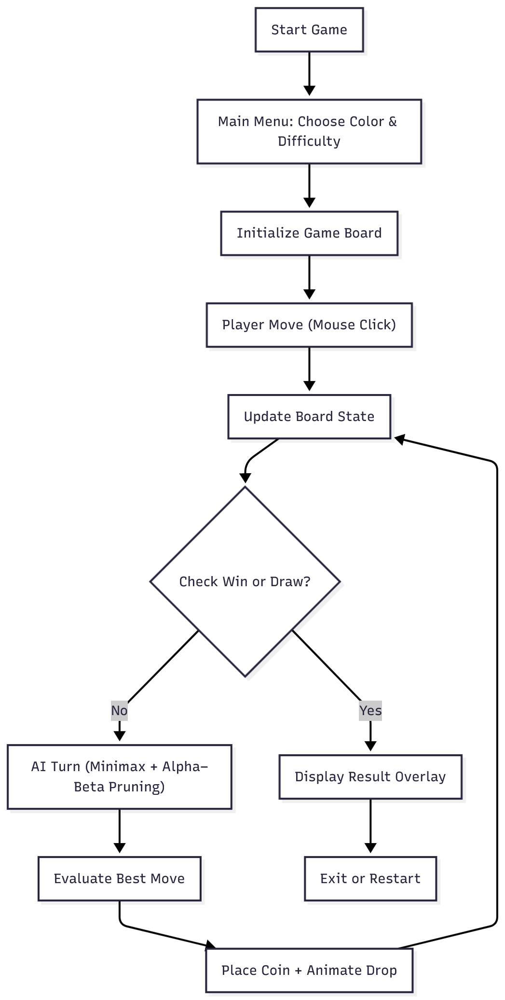 Start Game
Main Menu: Choose Color &
Difficulty
Initialize Game Board
Player Move (Mouse Click)
Update Board State
Check Win or Draw?
No
Yes
AI Turn (Minimax + Alpha–
Beta Pruning)
Display Result Overlay
Evaluate Best Move
Exit or Restart
Place Coin + Animate Drop